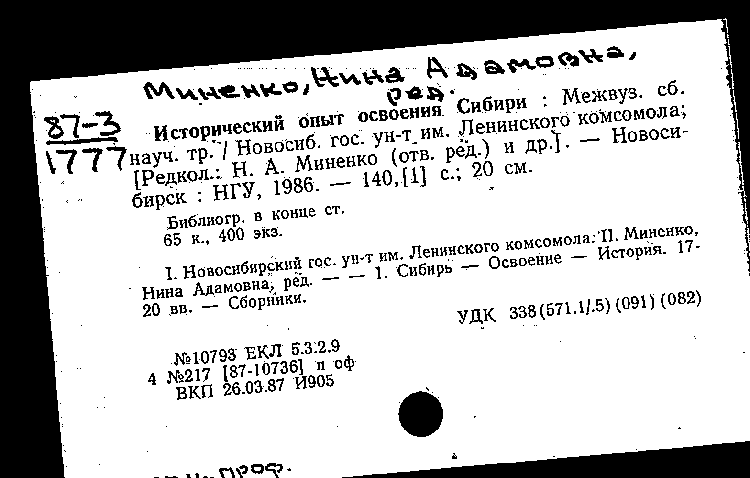 Миненко, Нина Адамовна,
ред.
87-3
1777
Исторический опыт освоения Сибири : Межвуз. сб.
науч. тр. / Новосиб. гос. ун-т им. Ленинского комсомола;
[Редкол.: Н. А. Миненко (отв. ред.) и др.]. — Новоси-
бирск : НГУ, 1986. — 140,[1] с.; 20 см.
Библиогр. в конце ст.
65 к., 400 экз.
I. Новосибирский гос. ун-т им. Ленинского комсомола. II. Миненко,
Нина Адамовна, ред. — — 1. Сибирь — Освоение — История. 17-
20 вв. — Сборники.
УДК 338(571.1/.5)(091)(082)
№10793 ЕКЛ 5.3.2.9
4 №217 [87-10736] п оф
ВКП 26.03.87 И905
проф.